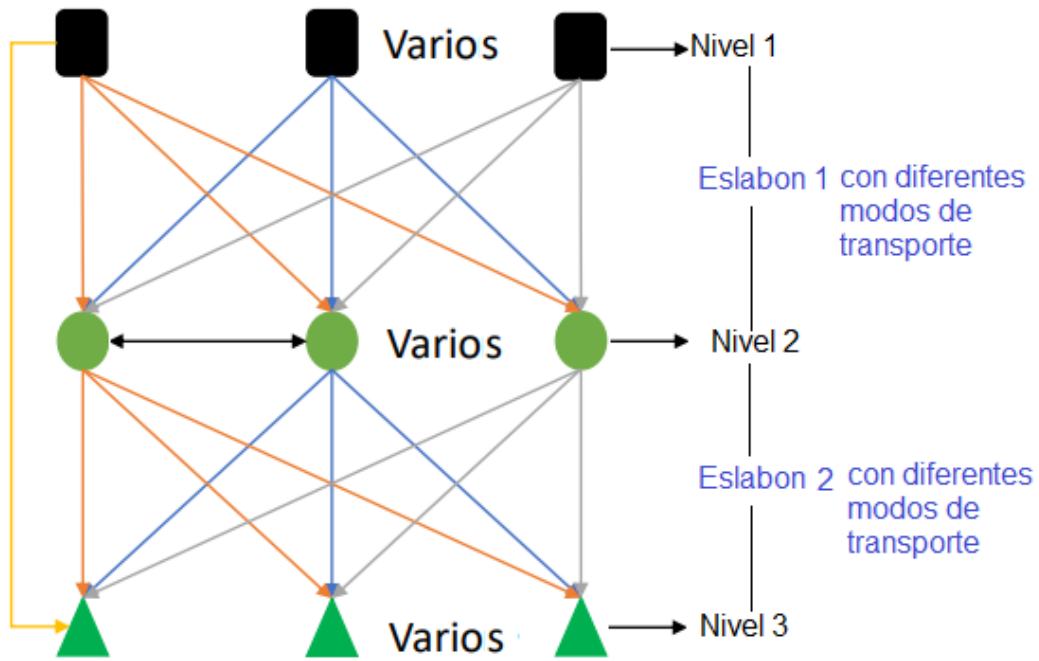 Varios
Nivel 1
Eslabon 1 con diferentes
modos de
transporte
Varios
Nivel 2
Eslabon 2 con diferentes
modos de
transporte
Varios
Nivel 3